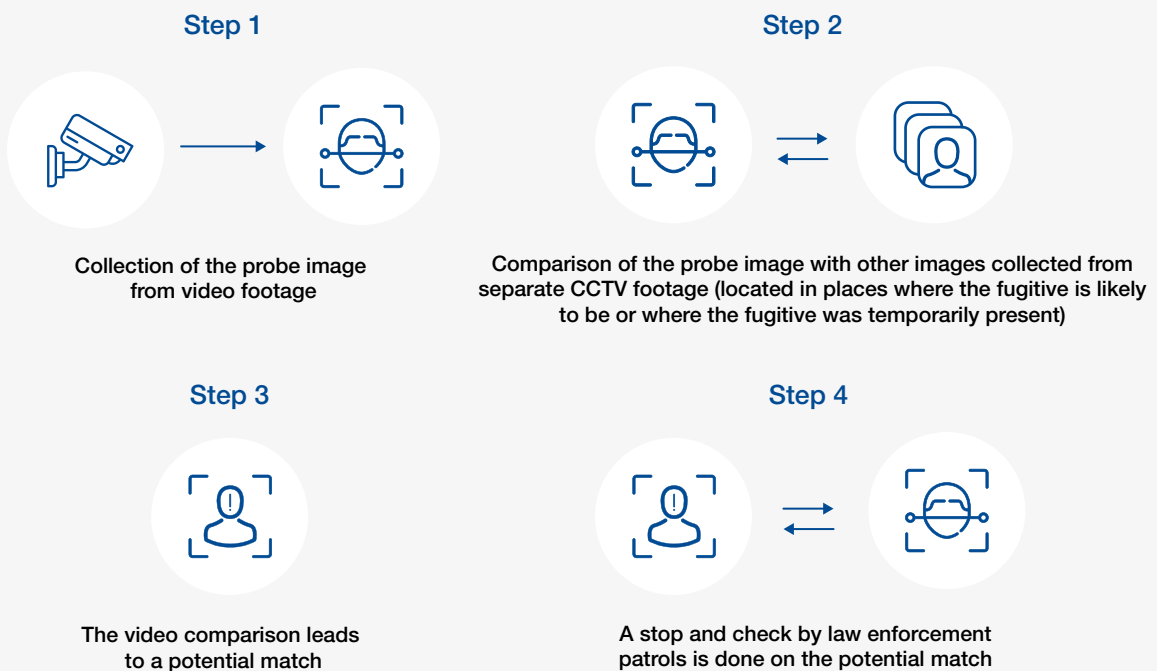 Step 1
Collection of the probe image
from video footage
Step 2
Comparison of the probe image with other images collected from
separate CCTV footage (located in places where the fugitive is likely
to be or where the fugitive was temporarily present)
Step 3
The video comparison leads
to a potential match
Step 4
A stop and check by law enforcement
patrols is done on the potential match